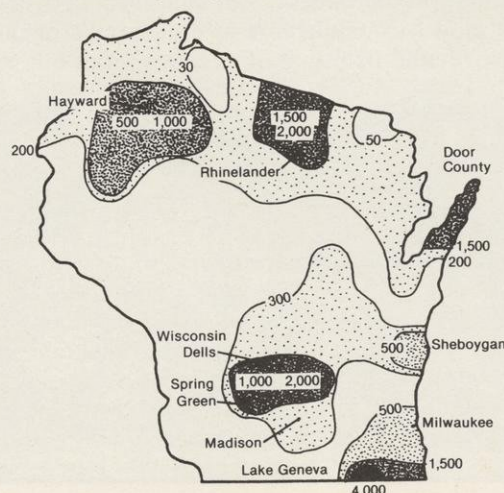 30
Hayward
500 1,000
1,500
2,000
50
200
Rhinelander
Door
County
1,500
200
300
Wisconsin
Dells
500
Sheboygan
1,000 2,000
Spring
Green
500
Milwaukee
Madison
Lake Geneva
1,500
4,000